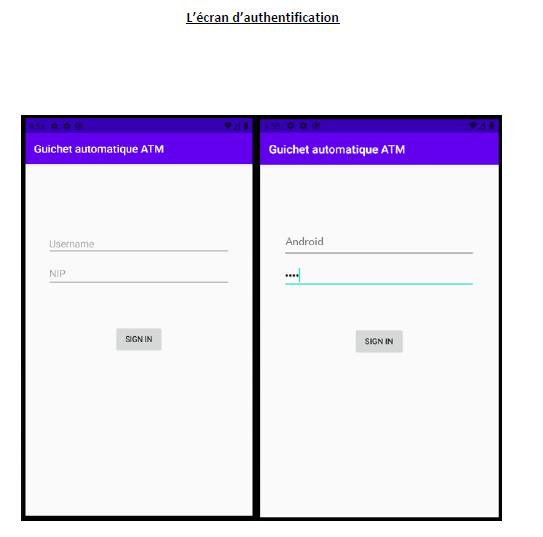 L'écran d'authentification
Guichet automatique ATM
Username
NIP
SIGN IN
Guichet automatique ATM
Android
••••
SIGN IN